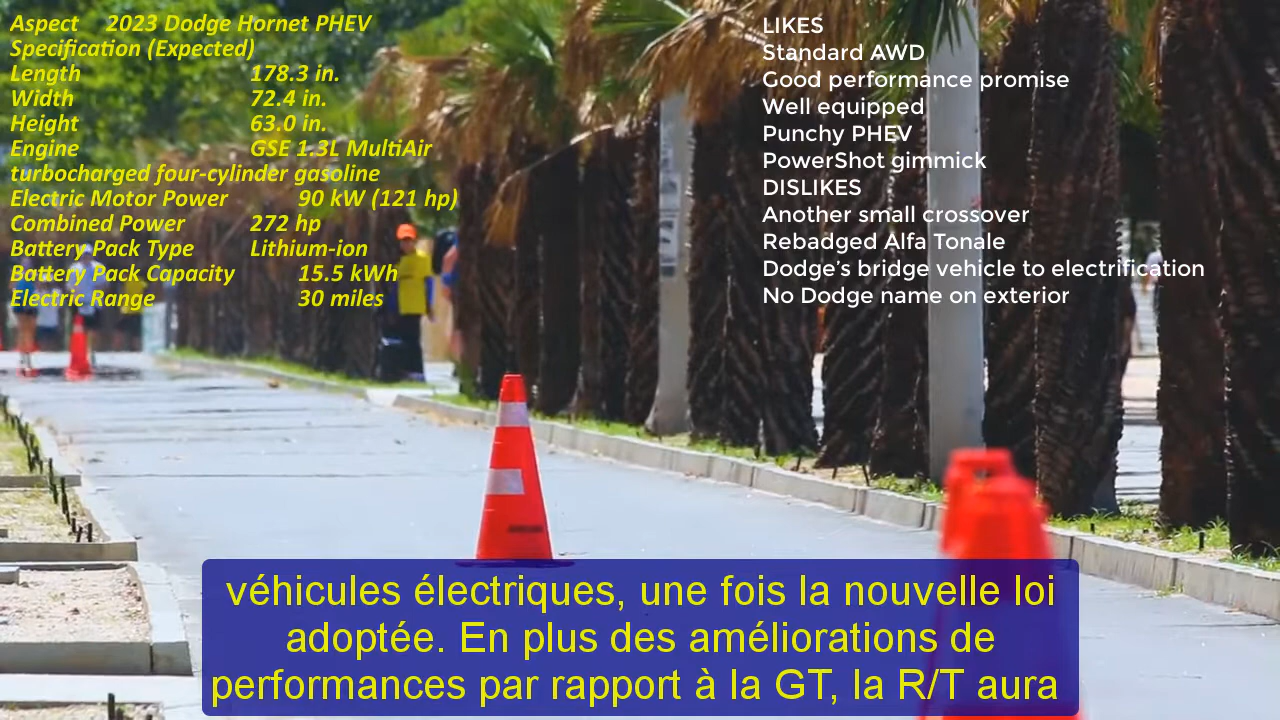 Aspect 2023 Dodge Hornet PHEV
Specification (Expected)
Length 178.3 in.
Width 72.4 in.
Height 63.0 in.
Engine GSE 1.3L MultiAir
turbocharged four-cylinder gasoline
Electric Motor Power 90 kW (121 hp)
Combined Power 272 hp
Battery Pack Type Lithium-ion
Battery Pack Capacity 15.5 kWh
Electric Range 30 miles
LIKES
Standard AWD
Good performance promise
Well equipped
Punchy PHEV
PowerShot gimmick
DISLIKES
Another small crossover
Rebadged Alfa Tonale
Dodge's bridge vehicle to electrification
No Dodge name on exterior
véhicules électriques, une fois la nouvelle loi
adoptée. En plus des améliorations de
performances par rapport à la GT, la R/T aura